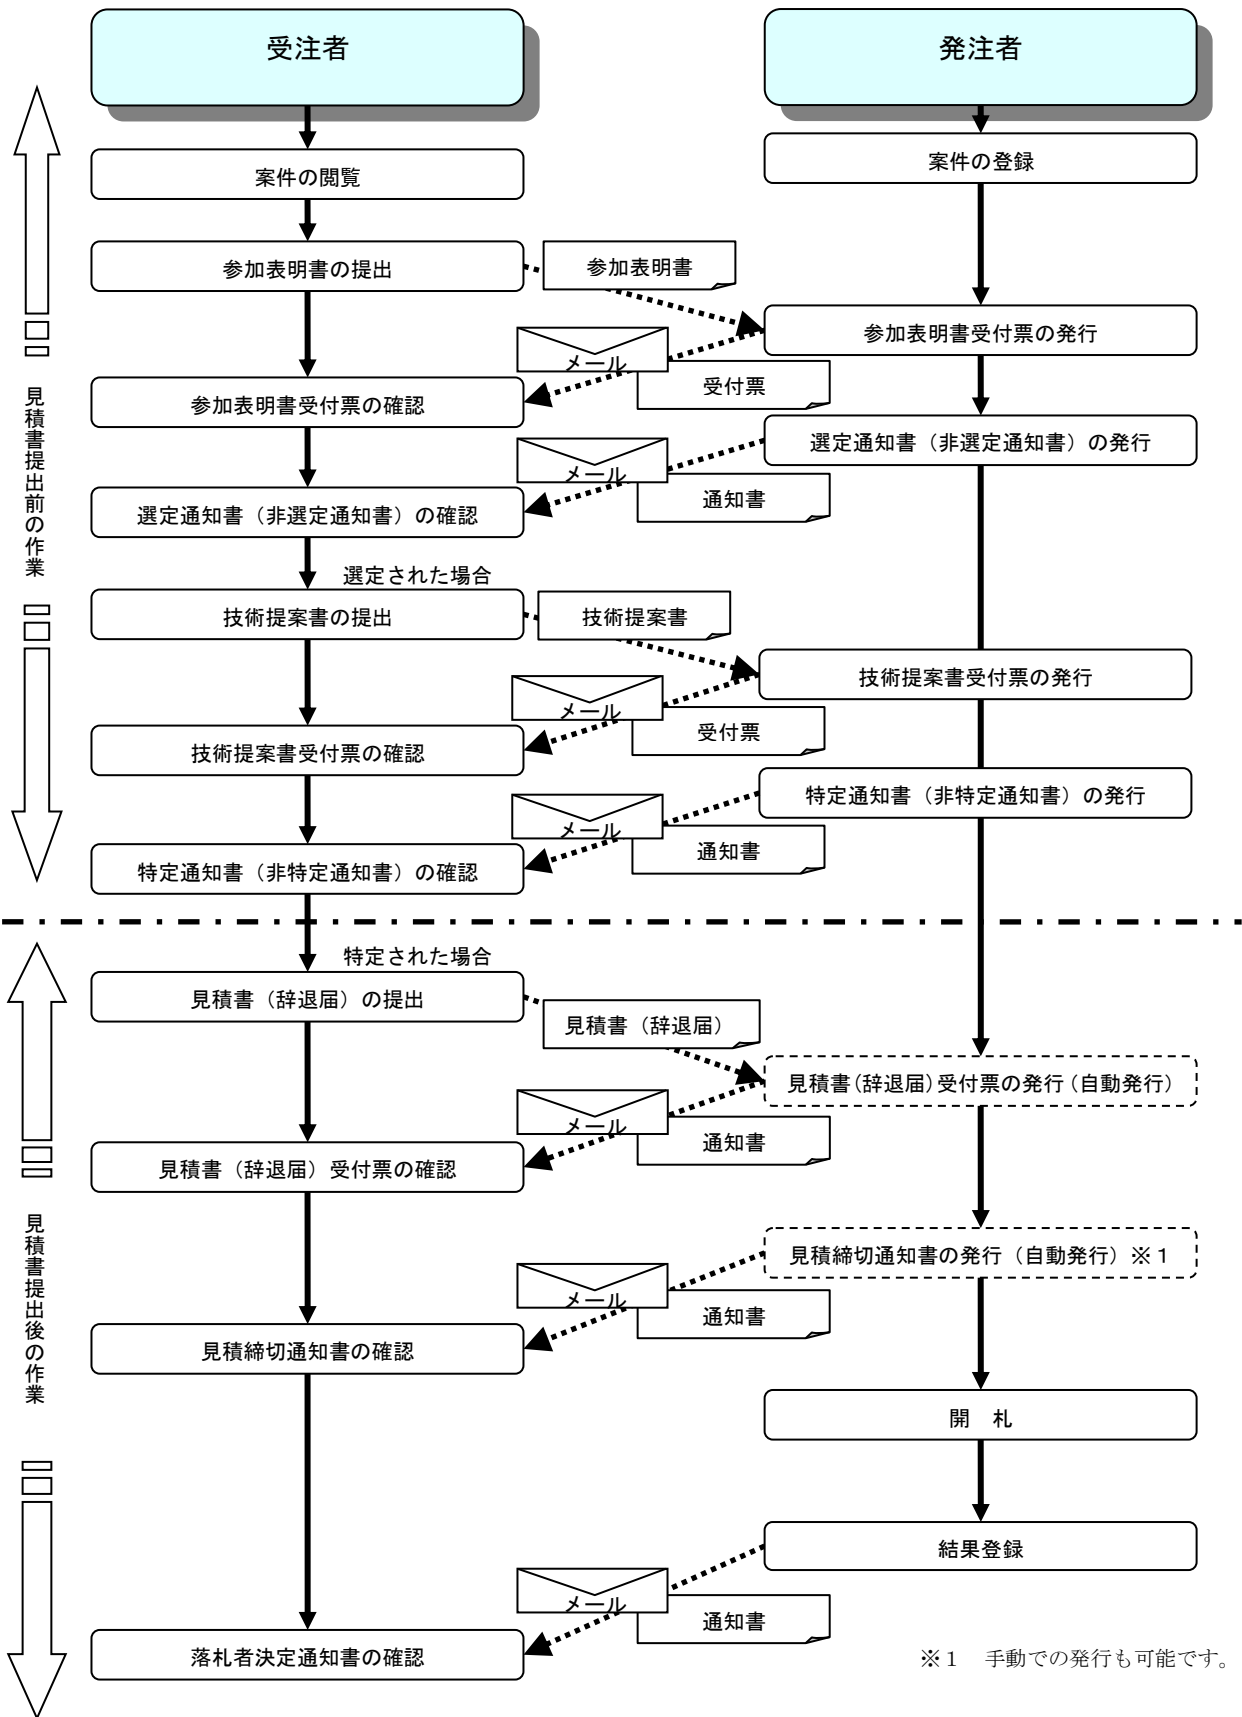 受注者
発注者
案件の閲覧
案件の登録
参加表明書の提出
参加表明書
参加表明書受付票の発行
メール
受付票
参加表明書受付票の確認
選定通知書（非選定通知書）の発行
メール
通知書
選定通知書（非選定通知書）の確認
選定された場合
技術提案書の提出
技術提案書
技術提案書受付票の発行
メール
受付票
技術提案書受付票の確認
特定通知書（非特定通知書）の発行
メール
通知書
特定通知書（非特定通知書）の確認
見積書提出前の作業
特定された場合
見積書（辞退届）の提出
見積書（辞退届）
見積書（辞退届）受付票の発行（自動発行）
メール
通知書
見積書（辞退届）受付票の確認
見積締切通知書の発行（自動発行）※１
メール
通知書
見積締切通知書の確認
開　札
結果登録
メール
通知書
落札者決定通知書の確認
見積書提出後の作業
※１　手動での発行も可能です。